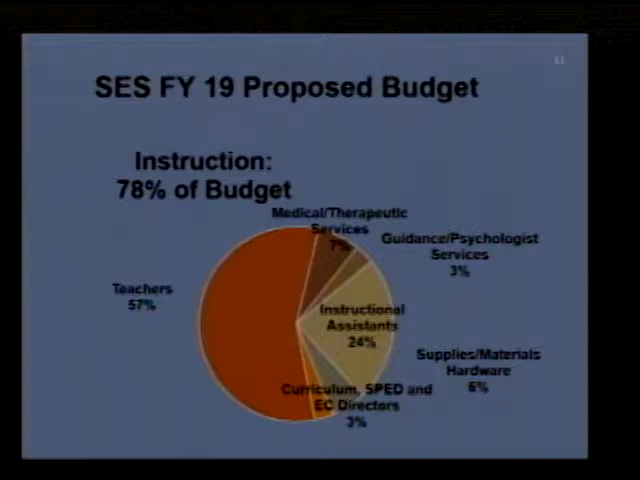 SES FY 19 Proposed Budget
Instruction:
78% of Budget
Medical/Therapeutic
Services
7%
Guidance/Psychologist
Services
3%
Teachers
57%
Instructional
Assistants
24%
Supplies/Materials
Hardware
6%
Curriculum, SPED and
EC Directors
3%